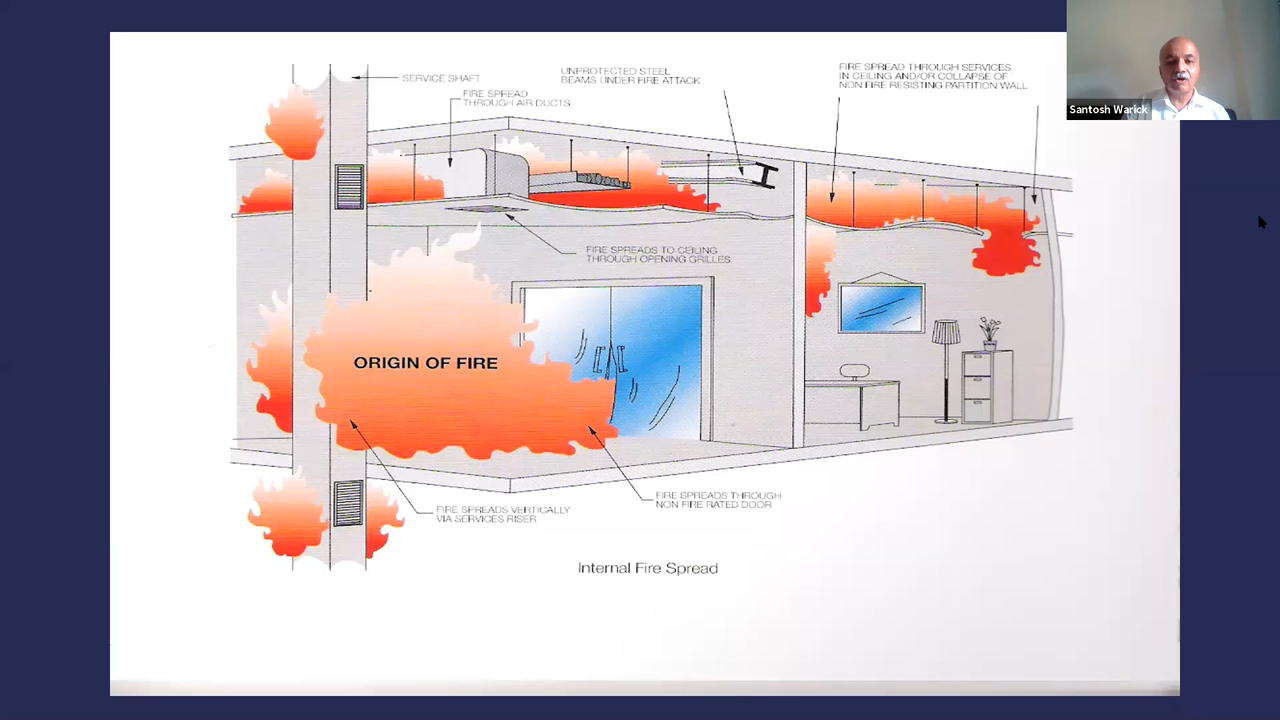 SERVICE SHAFT
FIRE SPREAD
THROUGH AIR DUCTS
UNPROTECTED STEEL
BEAMS UNDER FIRE ATTACK
FIRE SPREAD THROUGH SERVICES
IN CEILING AND/OR COLLAPSE OF
NON FIRE RESISTING PARTITION WALL
Santosh Warick
FIRE SPREADS TO CEILING
THROUGH OPENING GRILLES
ORIGIN OF FIRE
FIRE SPREADS THROUGH
NON FIRE RATED DOOR
FIRE SPREADS VERTICALLY
VIA SERVICES RISER
Internal Fire Spread